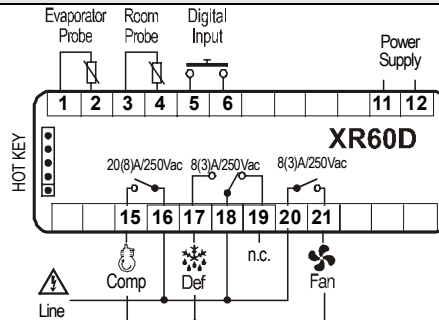 Evaporator Probe
Room Probe
Digital Input
Power Supply
1 2 3 4 5 6 11 12
XR60D
HOT KEY
20(8)A/250Vac 8(3)A/250Vac 8(3)A/250Vac
15 16 17 18 19 20 21
Comp Def n.c. Fan
Line